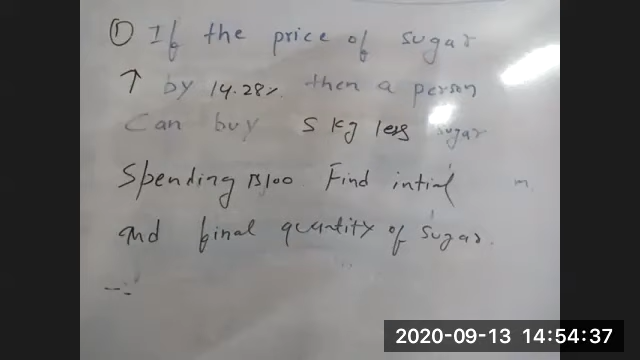 ① If the price of sugar
↑ by 14.28% then a person
Can buy 5 kg less sugar
Spending Rs100. Find intial
and final quantity of sugar.
→
2020-09-13 14:54:37